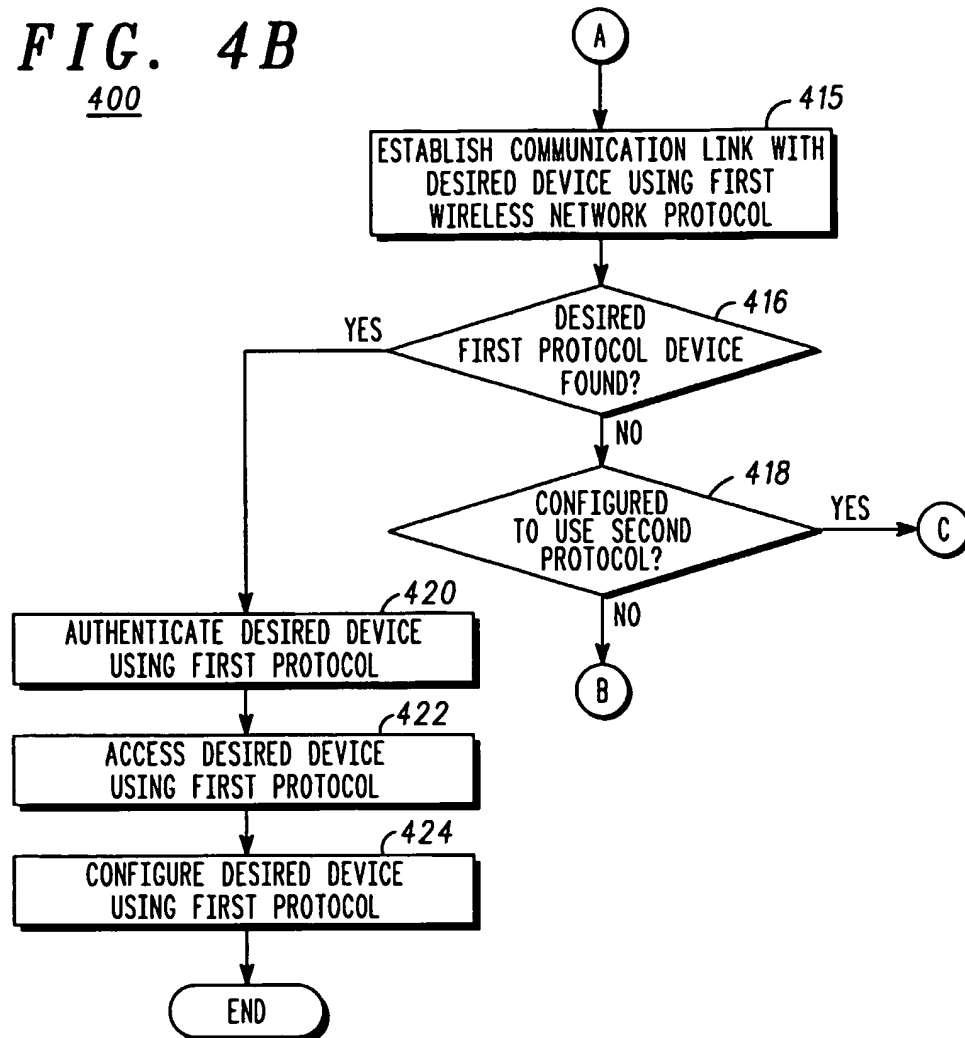 FIG. 4B
400
A
415
ESTABLISH COMMUNICATION LINK WITH
DESIRED DEVICE USING FIRST
WIRELESS NETWORK PROTOCOL
416
DESIRED
FIRST PROTOCOL DEVICE
FOUND?
YES
NO
418
CONFIGURED
TO USE SECOND
PROTOCOL?
YES
C
NO
B
420
AUTHENTICATE DESIRED DEVICE
USING FIRST PROTOCOL
422
ACCESS DESIRED DEVICE
USING FIRST PROTOCOL
424
CONFIGURE DESIRED DEVICE
USING FIRST PROTOCOL
END